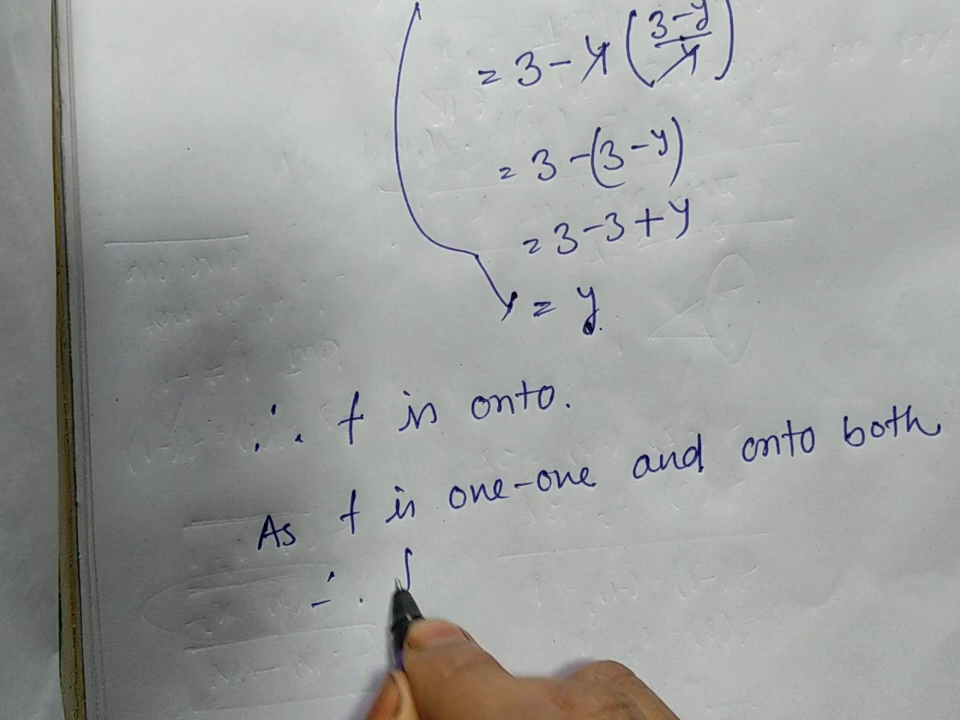 = 3 - 4 (3-y/4)
= 3 - (3 - y)
= 3 - 3 + y
= y
∴ f is onto.
As f is one-one and onto both
∴ f